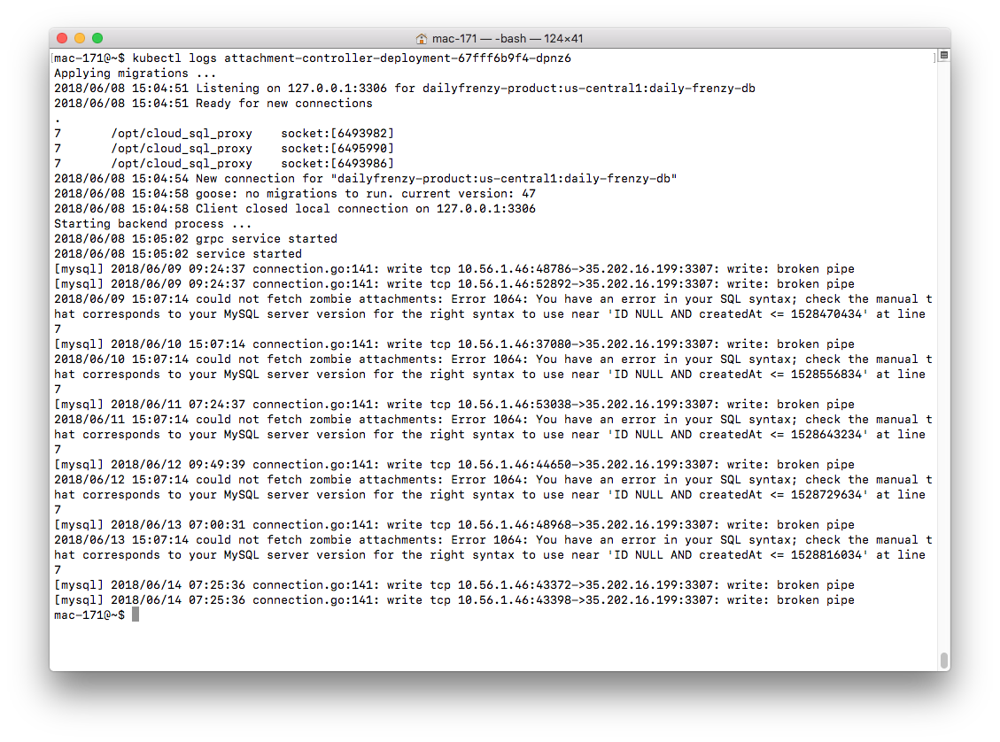 mac-171 — -bash — 124×41
[mac-171@~$ kubectl logs attachment-controller-deployment-67fff6b9f4-dpnz6 ]
Applying migrations ...
2018/06/08 15:04:51 Listening on 127.0.0.1:3306 for dailyfrenzy-product:us-central1:daily-frenzy-db
2018/06/08 15:04:51 Ready for new connections
.
7       /opt/cloud_sql_proxy    socket:[6493982]
7       /opt/cloud_sql_proxy    socket:[6495990]
7       /opt/cloud_sql_proxy    socket:[6493986]
2018/06/08 15:04:54 New connection for "dailyfrenzy-product:us-central1:daily-frenzy-db"
2018/06/08 15:04:58 goose: no migrations to run. current version: 47
2018/06/08 15:04:58 Client closed local connection on 127.0.0.1:3306
Starting backend process ...
2018/06/08 15:05:02 grpc service started
2018/06/08 15:05:02 service started
[mysql] 2018/06/09 09:24:37 connection.go:141: write tcp 10.56.1.46:48786->35.202.16.199:3307: write: broken pipe
[mysql] 2018/06/09 09:24:37 connection.go:141: write tcp 10.56.1.46:52892->35.202.16.199:3307: write: broken pipe
2018/06/09 15:07:14 could not fetch zombie attachments: Error 1064: You have an error in your SQL syntax; check the manual t
hat corresponds to your MySQL server version for the right syntax to use near 'ID NULL AND createdAt <= 1528470434' at line
7
[mysql] 2018/06/10 15:07:14 connection.go:141: write tcp 10.56.1.46:37080->35.202.16.199:3307: write: broken pipe
2018/06/10 15:07:14 could not fetch zombie attachments: Error 1064: You have an error in your SQL syntax; check the manual t
hat corresponds to your MySQL server version for the right syntax to use near 'ID NULL AND createdAt <= 1528556834' at line
7
[mysql] 2018/06/11 07:24:37 connection.go:141: write tcp 10.56.1.46:53038->35.202.16.199:3307: write: broken pipe
2018/06/11 15:07:14 could not fetch zombie attachments: Error 1064: You have an error in your SQL syntax; check the manual t
hat corresponds to your MySQL server version for the right syntax to use near 'ID NULL AND createdAt <= 1528643234' at line
7
[mysql] 2018/06/12 09:49:39 connection.go:141: write tcp 10.56.1.46:44650->35.202.16.199:3307: write: broken pipe
2018/06/12 15:07:14 could not fetch zombie attachments: Error 1064: You have an error in your SQL syntax; check the manual t
hat corresponds to your MySQL server version for the right syntax to use near 'ID NULL AND createdAt <= 1528729634' at line
7
[mysql] 2018/06/13 07:00:31 connection.go:141: write tcp 10.56.1.46:48968->35.202.16.199:3307: write: broken pipe
2018/06/13 15:07:14 could not fetch zombie attachments: Error 1064: You have an error in your SQL syntax; check the manual t
hat corresponds to your MySQL server version for the right syntax to use near 'ID NULL AND createdAt <= 1528816034' at line
7
[mysql] 2018/06/14 07:25:36 connection.go:141: write tcp 10.56.1.46:43372->35.202.16.199:3307: write: broken pipe
[mysql] 2018/06/14 07:25:36 connection.go:141: write tcp 10.56.1.46:43398->35.202.16.199:3307: write: broken pipe
mac-171@~$